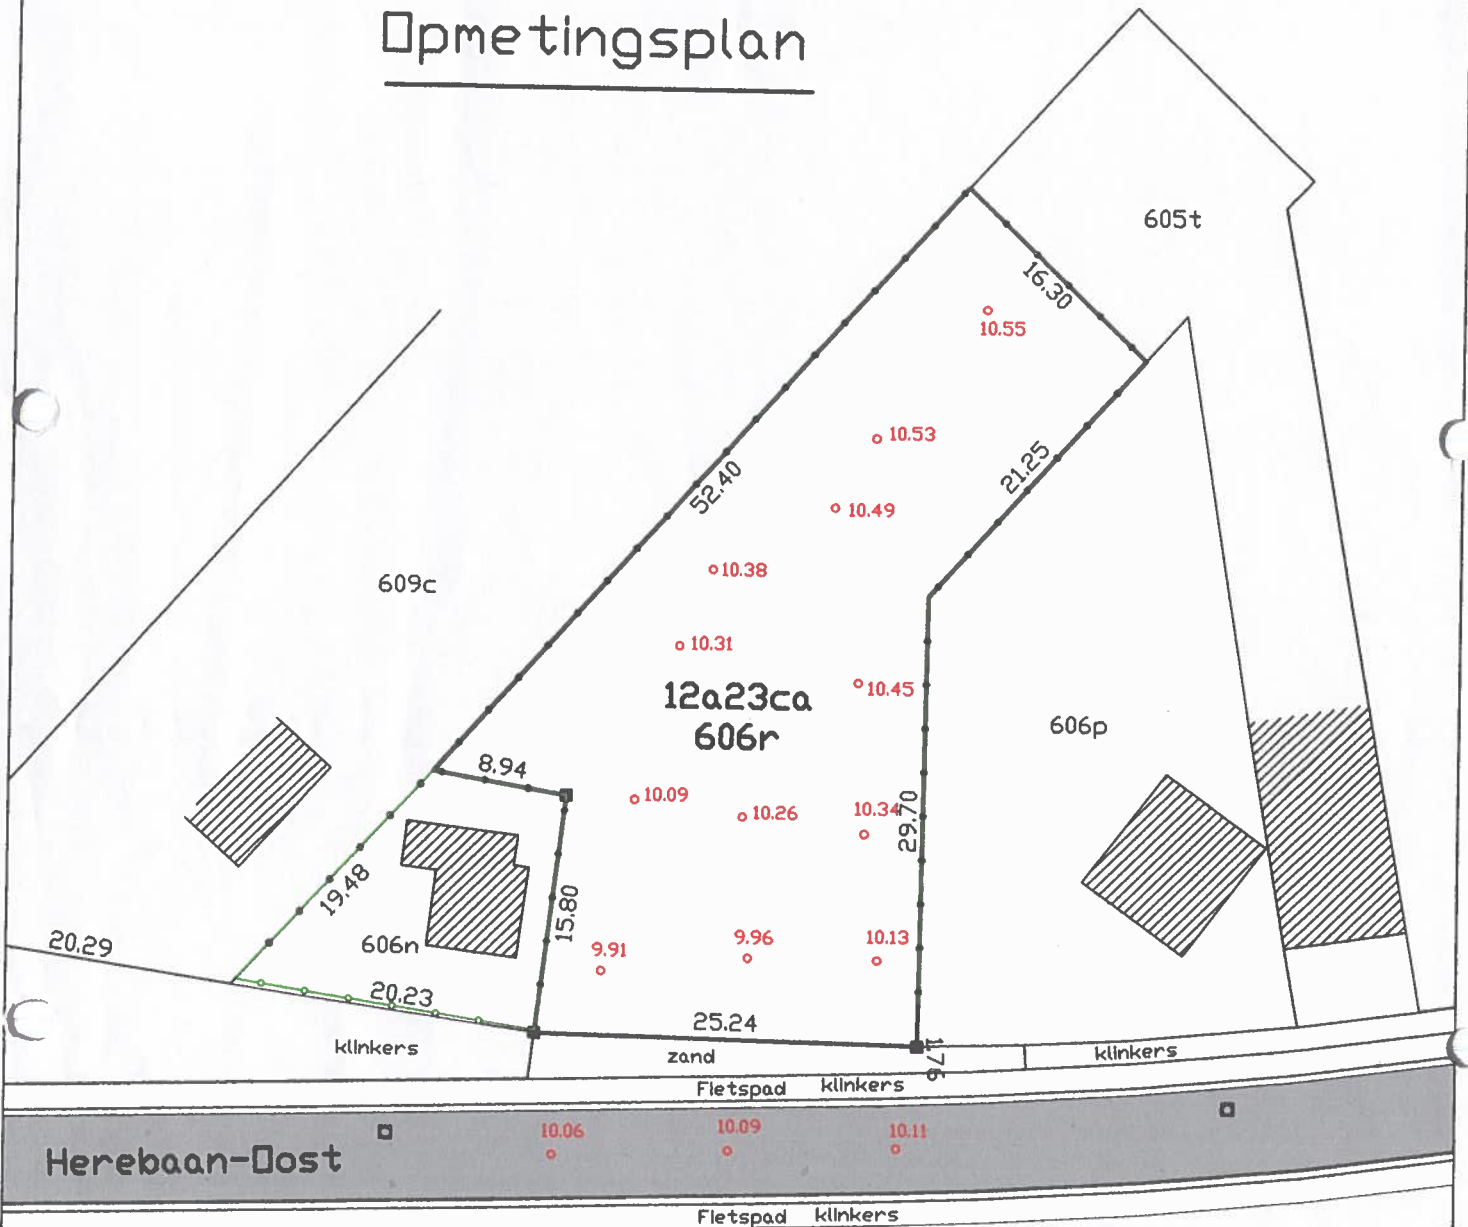 Opmetingsplan
605t
16.30
10.55
10.53
21.25
52.40
10.49
10.38
609c
10.31
12a23ca
606r
10.45
606p
8.94
10.09
10.26
10.34
29.70
19.48
15.80
606n
20.29
9.91
9.96
10.13
20.23
25.24
1.76
klinkers
zand
klinkers
Fietspad klinkers
10.06
10.09
10.11
Herebaan-Oost
Fietspad klinkers